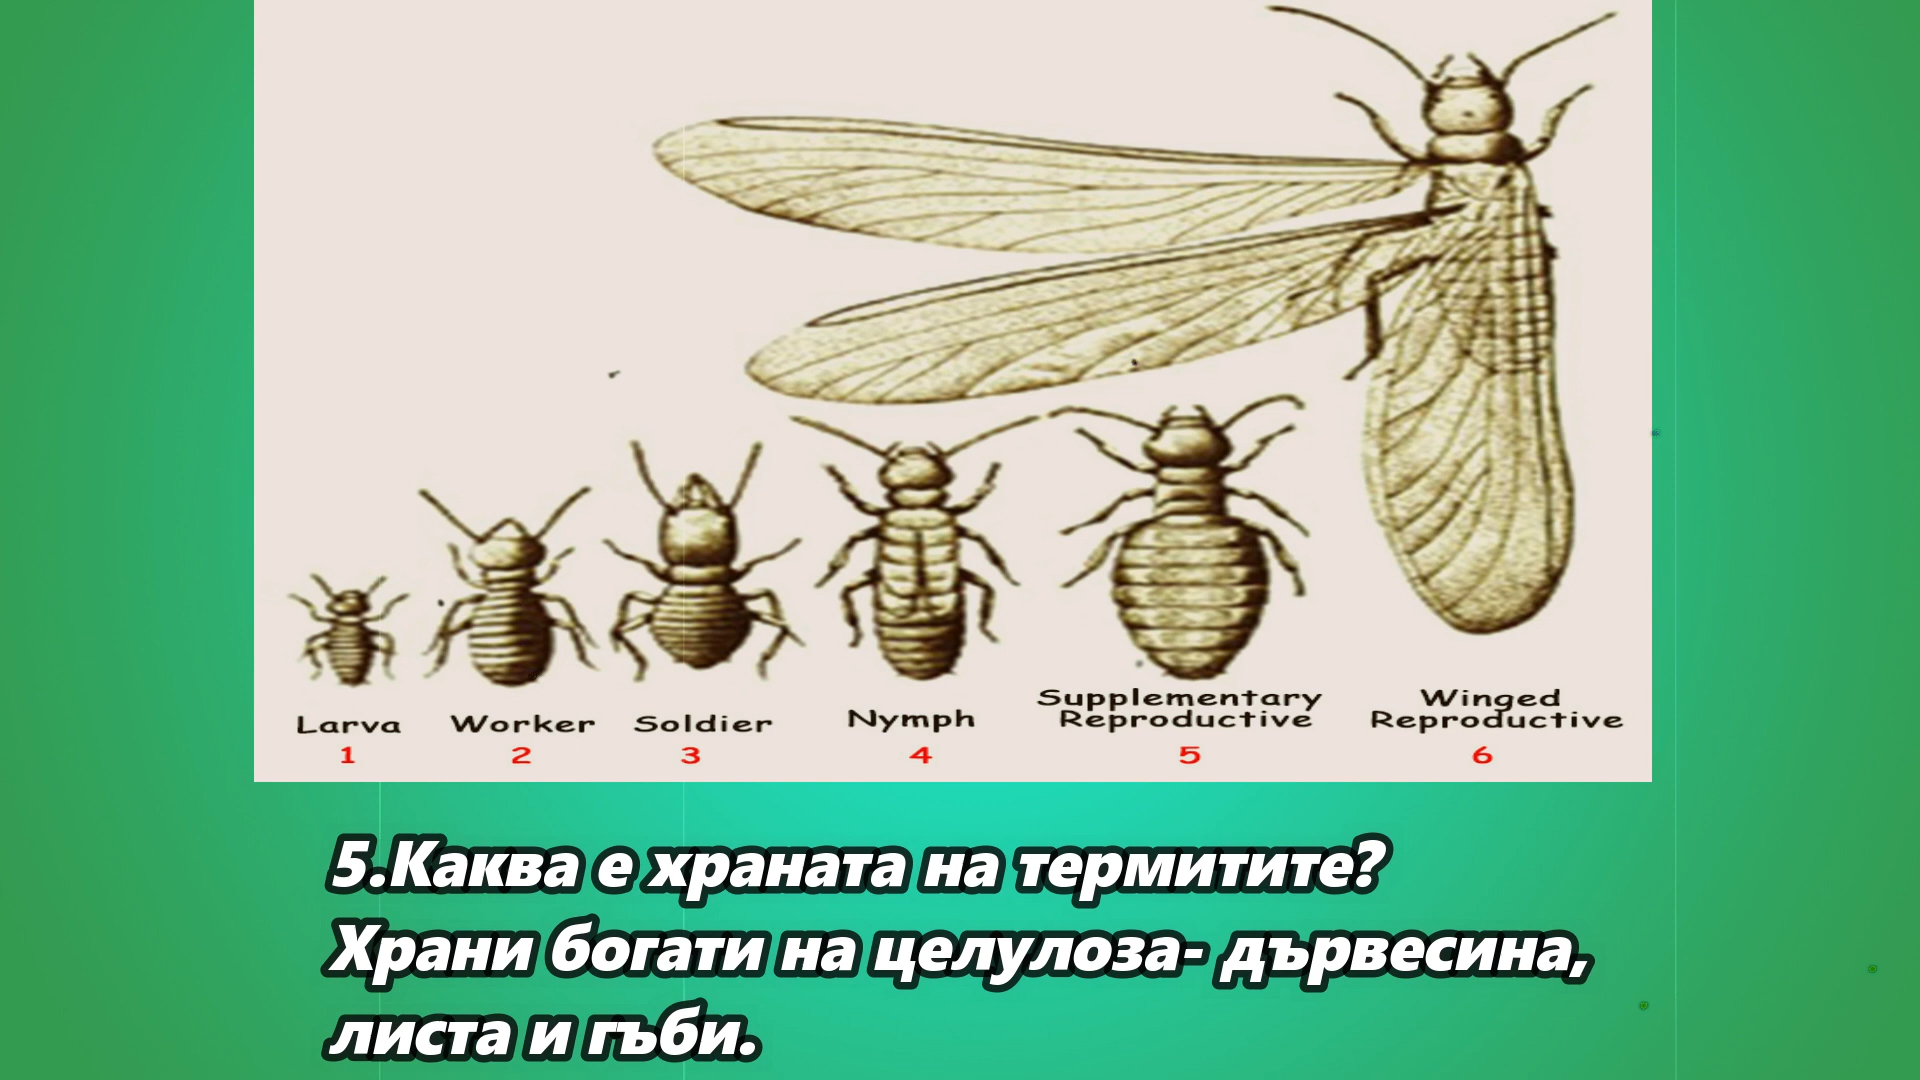 Larva
1
Worker
2
Soldier
3
Nymph
4
Supplementary
Reproductive
5
Winged
Reproductive
6
5.Каква е храната на термитите?
Храни богати на целулоза- дървесина,
листа и гъби.